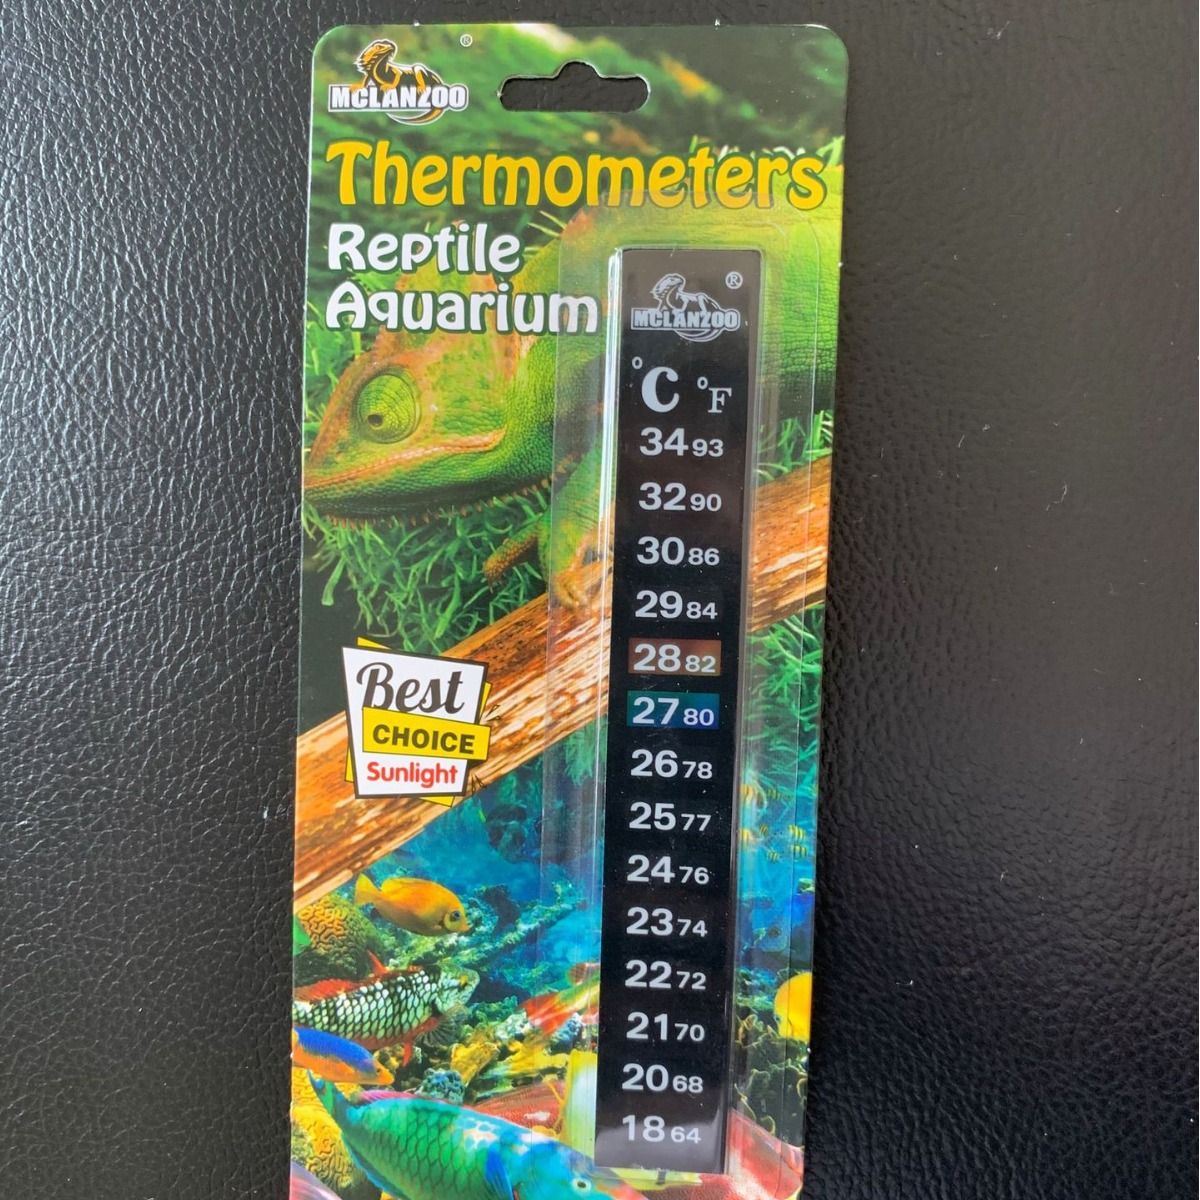 MCLANZOO ®
Thermometers
Reptile
Aquarium
MCLANZOO ®
°C °F
34 93
32 90
30 86
29 84
28 82
27 80
26 78
25 77
24 76
23 74
22 72
21 70
20 68
18 64
Best
CHOICE
Sunlight